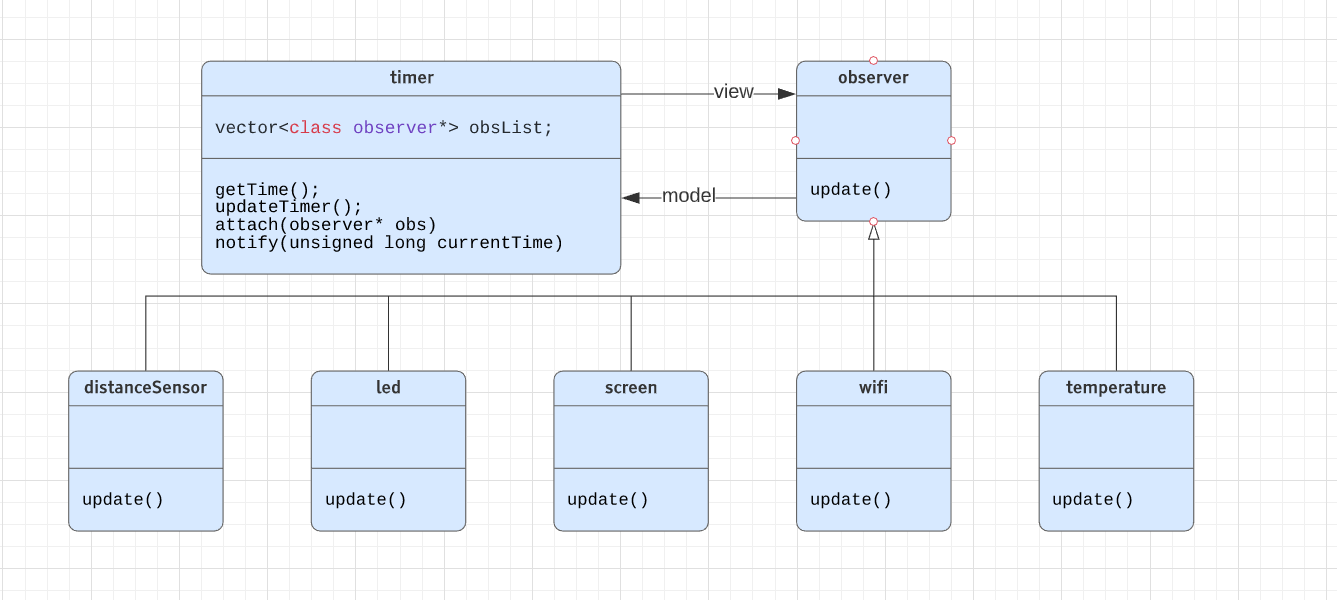 timer
vector<class observer*> obsList;
getTime();
updateTimer();
attach(observer* obs)
notify(unsigned long currentTime)
view
model
observer
update()
distanceSensor
update()
led
update()
screen
update()
wifi
update()
temperature
update()